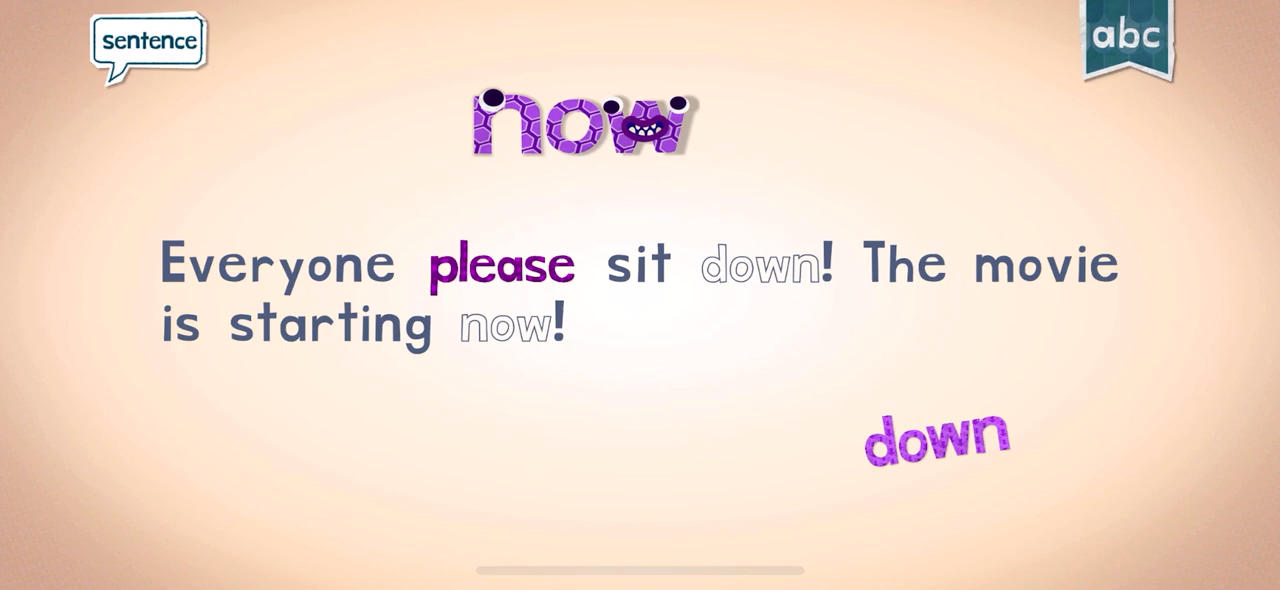 sentence
abc
now
Everyone please sit down! The movie
is starting now!
down